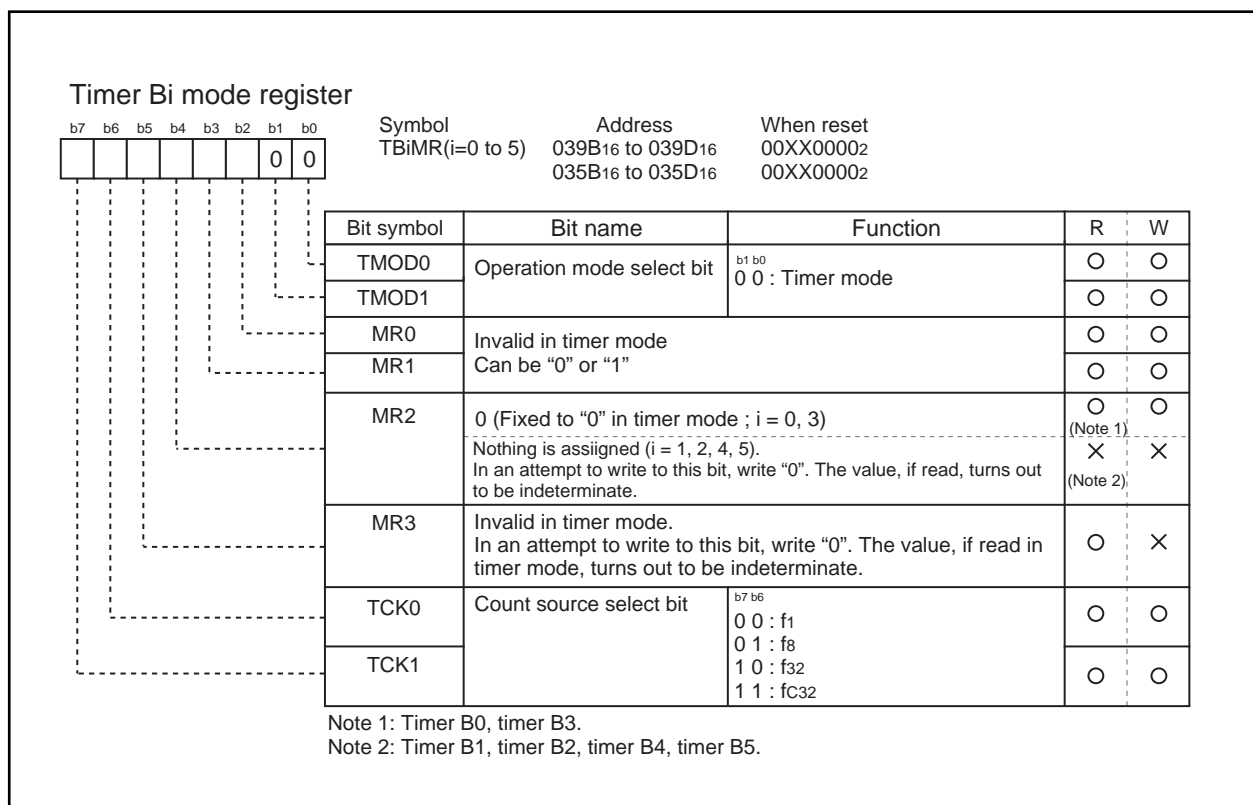 Timer Bi mode register
b7 b6 b5 b4 b3 b2 b1 b0
0 0
Symbol Address When reset
TBiMR(i=0 to 5) 039B16 to 039D16 00XX00002
035B16 to 035D16 00XX00002
Bit symbol Bit name Function R W
TMOD0 Operation mode select bit b1 b0
0 0 : Timer mode
TMOD1
MR0 Invalid in timer mode
MR1 Can be “0” or “1”
MR2 0 (Fixed to “0” in timer mode ; i = 0, 3)
(Note 1)
Nothing is assiigned (i = 1, 2, 4, 5).
In an attempt to write to this bit, write “0”. The value, if read, turns out
to be indeterminate.
(Note 2)
MR3 Invalid in timer mode.
In an attempt to write to this bit, write “0”. The value, if read in
timer mode, turns out to be indeterminate.
TCK0 Count source select bit b7 b6
0 0 : f1
0 1 : f8
TCK1 1 0 : f32
1 1 : fC32
Note 1: Timer B0, timer B3.
Note 2: Timer B1, timer B2, timer B4, timer B5.